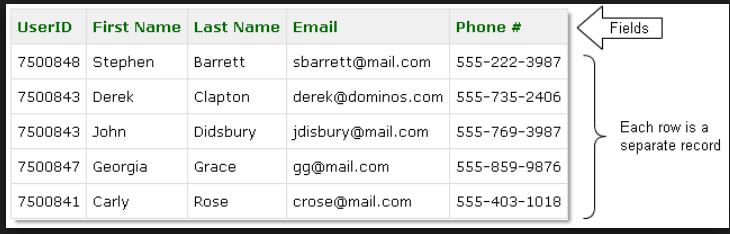 UserID First Name Last Name Email Phone # Fields
7500848 Stephen Barrett sbarrett@mail.com 555-222-3987
7500843 Derek Clapton derek@dominos.com 555-735-2406
7500843 John Didsbury jdisbury@mail.com 555-769-3987
7500847 Georgia Grace gg@mail.com 555-859-9876
7500841 Carly Rose crose@mail.com 555-403-1018
Each row is a
separate record